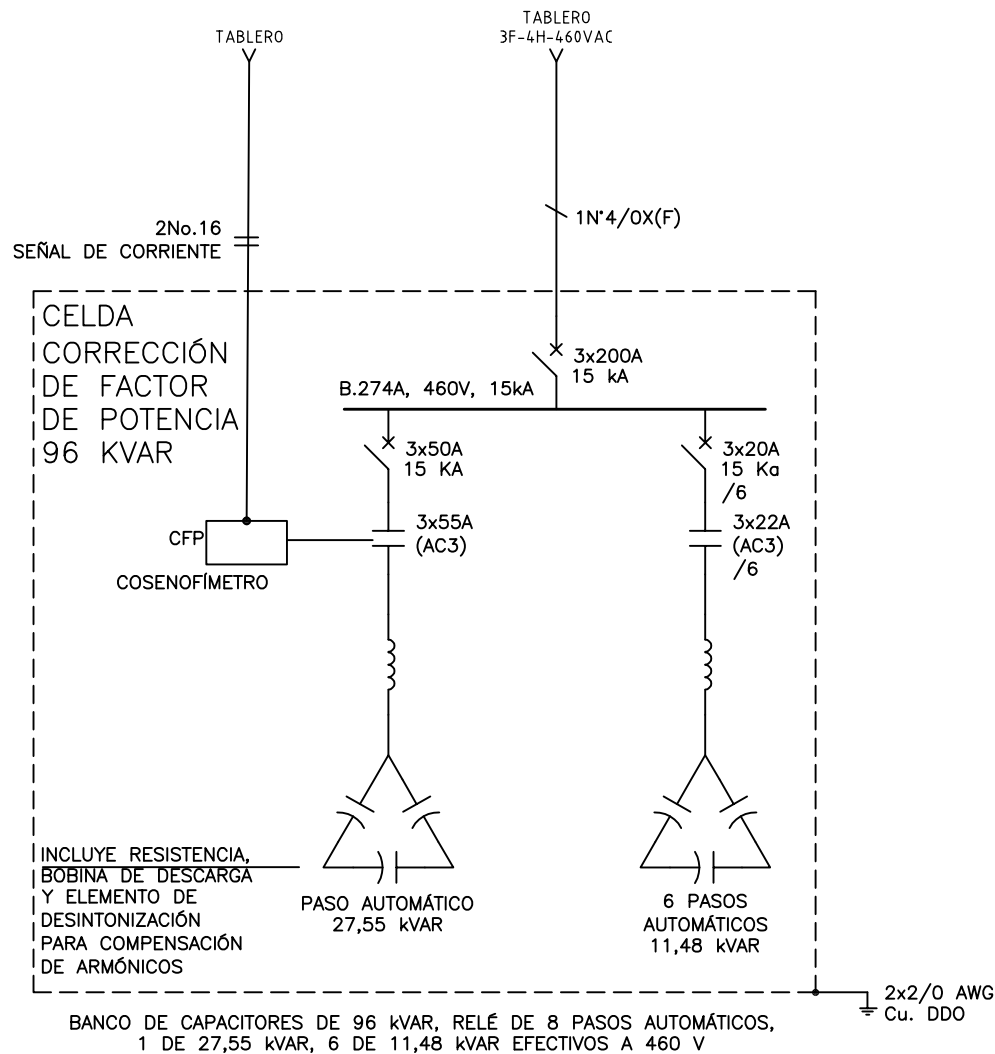 TABLERO
TABLERO
3F-4H-460VAC
2No.16
SEÑAL DE CORRIENTE
1N°4/0X(F)
CELDA
CORRECCIÓN
DE FACTOR
DE POTENCIA
96 KVAR
3x200A
15 kA
B.274A, 460V, 15kA
3x50A
15 KA
3x20A
15 Ka
/6
3x55A
(AC3)
3x22A
(AC3)
/6
CFP
COSENOFÍMETRO
INCLUYE RESISTENCIA,
BOBINA DE DESCARGA
Y ELEMENTO DE
DESINTONIZACIÓN
PARA COMPENSACIÓN
DE ARMÓNICOS
PASO AUTOMÁTICO
27,55 kVAR
6 PASOS
AUTOMÁTICOS
11,48 kVAR
2x2/0 AWG
Cu. DDO
BANCO DE CAPACITORES DE 96 kVAR, RELÉ DE 8 PASOS AUTOMÁTICOS,
1 DE 27,55 kVAR, 6 DE 11,48 kVAR EFECTIVOS A 460 V